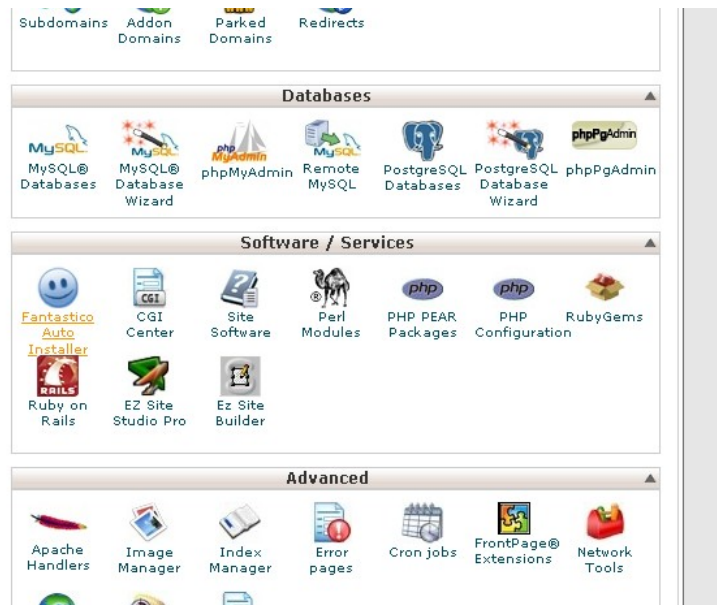 Subdomains Addon Domains Parked Domains Redirects
Databases
MySQL MySQL MySQL phpPgAdmin
php MyAdmin
MySQL® Databases MySQL® Database Wizard phpMyAdmin Remote MySQL PostgreSQL Databases PostgreSQL Database Wizard phpPgAdmin
Software / Services
CGI ® php php
Fantastico Auto Installer CGI Center Site Software Perl Modules PHP PEAR Packages PHP Configuration RubyGems
RAILS
Ruby on Rails EZ Site Studio Pro Ez Site Builder
Advanced
Apache Handlers Image Manager Index Manager Error pages Cron jobs FrontPage® Extensions Network Tools